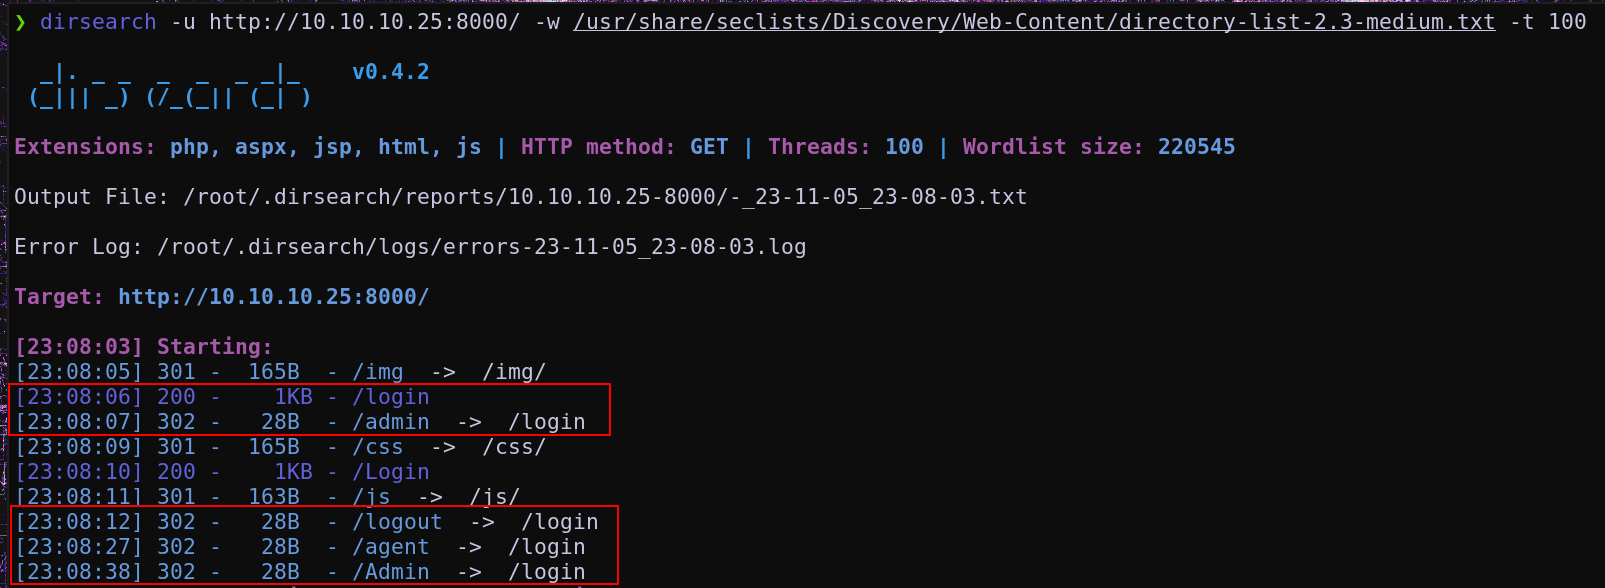 ❯ dirsearch -u http://10.10.10.25:8000/ -w /usr/share/seclists/Discovery/Web-Content/directory-list-2.3-medium.txt -t 100
 _|. _ _  _  _  _ _|_    v0.4.2
(_||| _) (/_(_|| (_| )
Extensions: php, aspx, jsp, html, js | HTTP method: GET | Threads: 100 | Wordlist size: 220545
Output File: /root/.dirsearch/reports/10.10.10.25-8000/-_23-11-05_23-08-03.txt
Error Log: /root/.dirsearch/logs/errors-23-11-05_23-08-03.log
Target: http://10.10.10.25:8000/
[23:08:03] Starting:
[23:08:05] 301 -  165B  - /img  ->  /img/
[23:08:06] 200 -    1KB - /login
[23:08:07] 302 -   28B  - /admin  ->  /login
[23:08:09] 301 -  165B  - /css  ->  /css/
[23:08:10] 200 -    1KB - /Login
[23:08:11] 301 -  163B  - /js  ->  /js/
[23:08:12] 302 -   28B  - /logout  ->  /login
[23:08:27] 302 -   28B  - /agent  ->  /login
[23:08:38] 302 -   28B  - /Admin  ->  /login